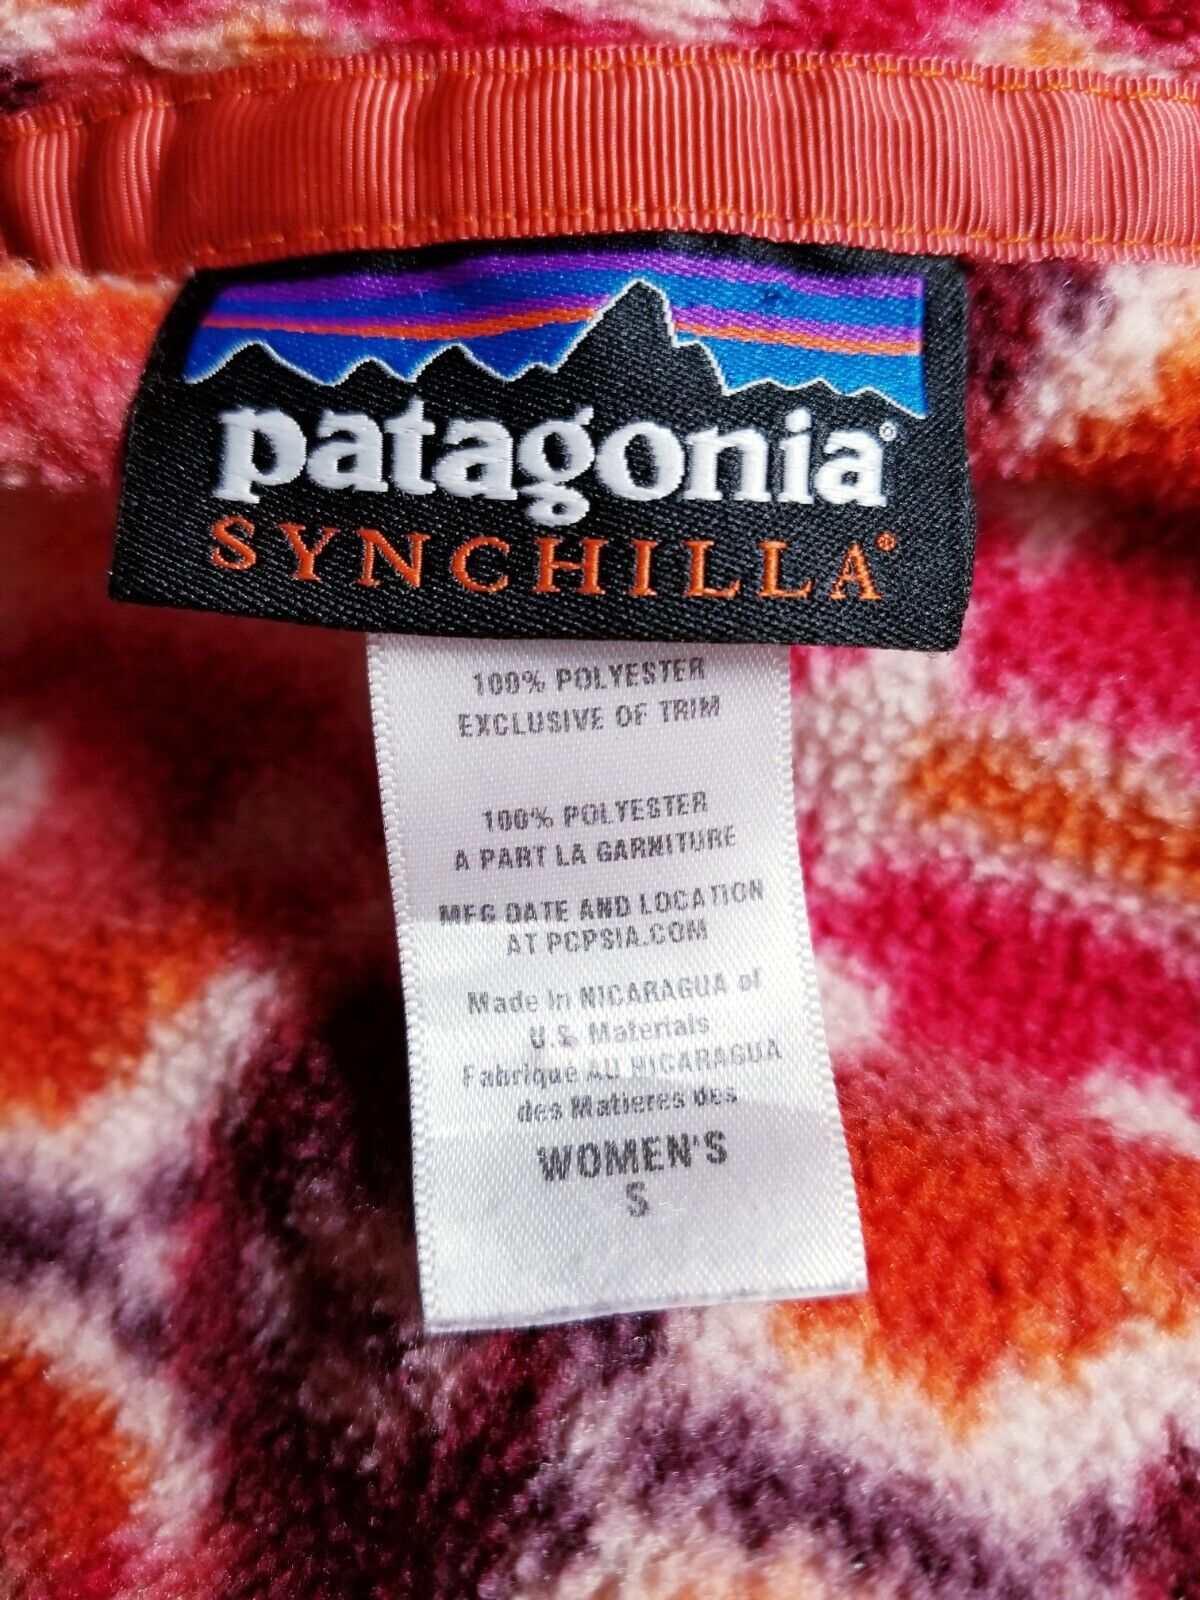 patagonia®
SYNCHILLA®
100% POLYESTER
EXCLUSIVE OF TRIM
100% POLYESTER
A PART LA GARNITURE
MFG DATE AND LOCATION
AT PCPSIA.COM
Made in NICARAGUA of
U.S. Materials
Fabrique AU NICARAGUA
des Matieres des
WOMEN'S
S